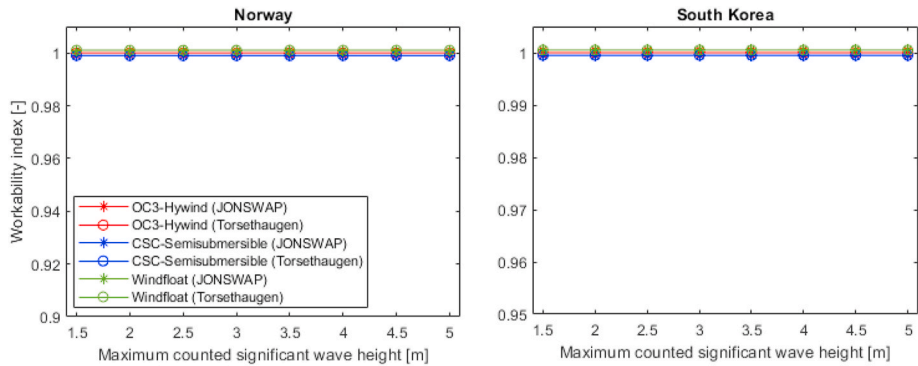 Norway
1
0.98
0.96
0.94
0.92
0.9
Workability index [-]
OC3-Hywind (JONSWAP)
OC3-Hywind (Torsethaugen)
CSC-Semisubmersible (JONSWAP)
CSC-Semisubmersible (Torsethaugen)
Windfloat (JONSWAP)
Windfloat (Torsethaugen)
1.5 2 2.5 3 3.5 4 4.5 5
Maximum counted significant wave height [m]
South Korea
1
0.99
0.98
0.97
0.96
0.95
1.5 2 2.5 3 3.5 4 4.5 5
Maximum counted significant wave height [m]